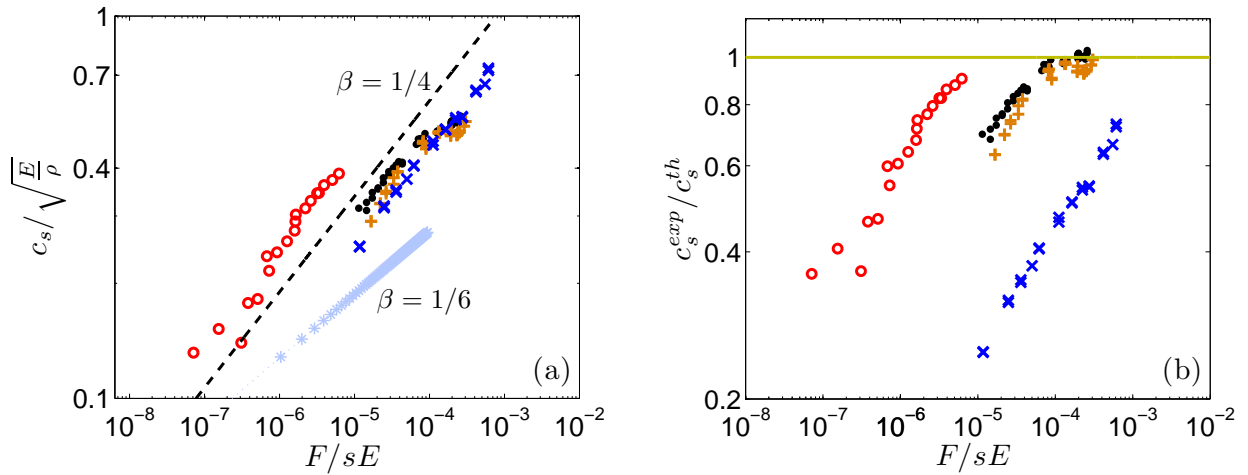 1
0.7
0.4
0.1
c_s/√(E/ρ)
β = 1/4
β = 1/6
(a)
10^−8 10^−7 10^−6 10^−5 10^−4 10^−3 10^−2
F/sE
1
0.8
0.6
0.4
0.2
c_s^{exp}/c_s^{th}
(b)
10^−8 10^−7 10^−6 10^−5 10^−4 10^−3 10^−2
F/sE